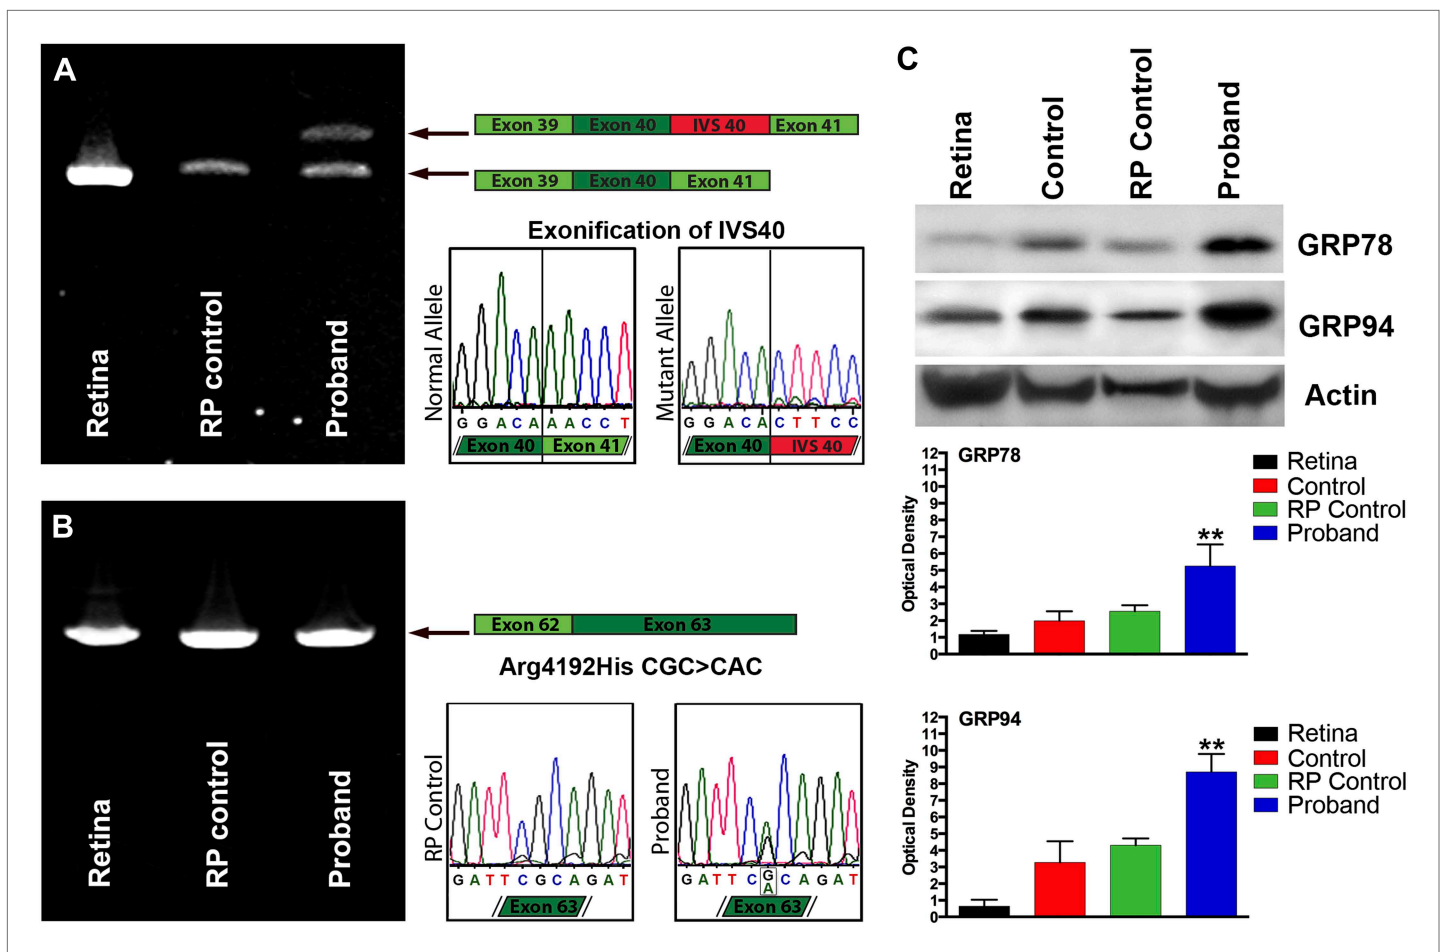 A
Retina
RP control
Proband
Exon 39 Exon 40 IVS 40 Exon 41
Exon 39 Exon 40 Exon 41
Exonification of IVS40
Normal Allele
G G A C A A A C C T
Exon 40 Exon 41
Mutant Allele
G G A C A C T T C C
Exon 40 IVS 40
B
Retina
RP control
Proband
Exon 62 Exon 63
Arg4192His CGC>CAC
RP Control
G A T T C G C A G A T
Exon 63
Proband
G A T T C G C A G A T
A
Exon 63
C
Retina
Control
RP Control
Proband
GRP78
GRP94
Actin
GRP78
Optical Density
12
11
10
9
8
7
6
5
4
3
2
1
0
**
Retina
Control
RP Control
Proband
GRP94
Optical Density
12
11
10
9
8
7
6
5
4
3
2
1
0
**
Retina
Control
RP Control
Proband